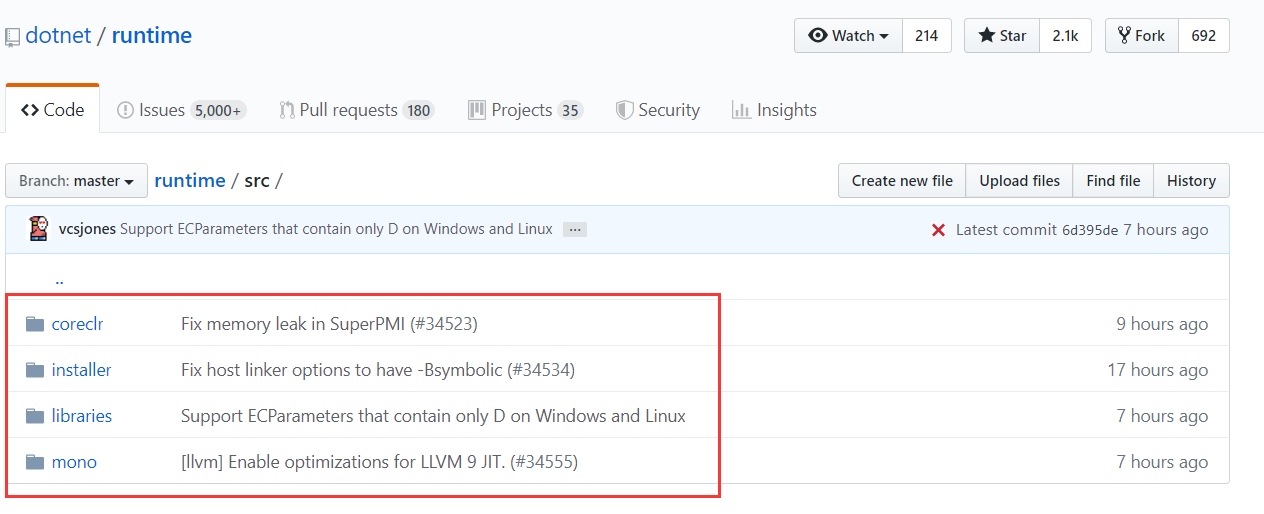 dotnet / runtime Watch 214 Star 2.1k Fork 692
Code Issues 5,000+ Pull requests 180 Projects 35 Security Insights
Branch: master runtime / src / Create new file Upload files Find file History
vcsjones Support ECParameters that contain only D on Windows and Linux ... Latest commit 6d395de 7 hours ago
..
coreclr Fix memory leak in SuperPMI (#34523) 9 hours ago
installer Fix host linker options to have -Bsymbolic (#34534) 17 hours ago
libraries Support ECParameters that contain only D on Windows and Linux 7 hours ago
mono [llvm] Enable optimizations for LLVM 9 JIT. (#34555) 7 hours ago